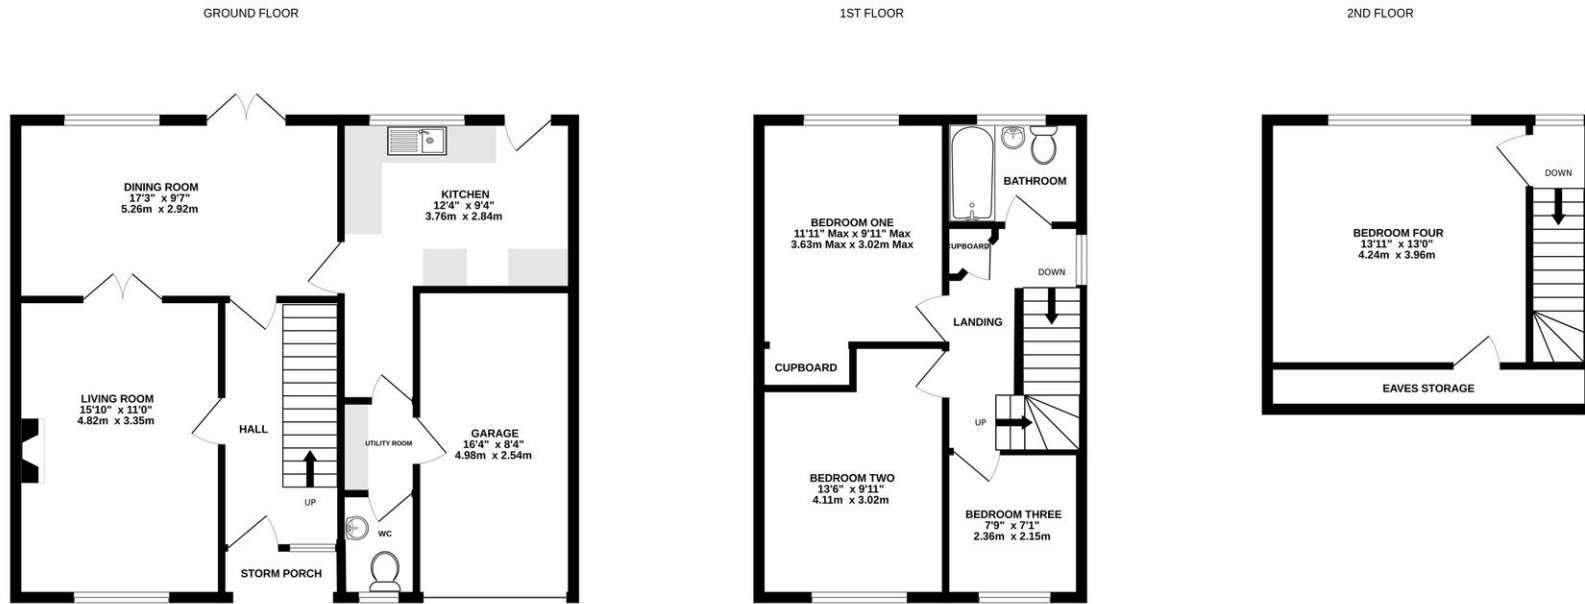 GROUND FLOOR
DINING ROOM
17'3" x 9'7"
5.26m x 2.92m
KITCHEN
12'4" x 9'4"
3.76m x 2.84m
LIVING ROOM
15'10" x 11'0"
4.82m x 3.35m
HALL
UP
STORM PORCH
UTILITY ROOM
WC
GARAGE
16'4" x 8'4"
4.98m x 2.54m
1ST FLOOR
BEDROOM ONE
11'11" Max x 9'11" Max
3.63m Max x 3.02m Max
BATHROOM
CUPBOARD
DOWN
LANDING
CUPBOARD
UP
BEDROOM TWO
13'6" x 9'11"
4.11m x 3.02m
BEDROOM THREE
7'9" x 7'1"
2.36m x 2.15m
2ND FLOOR
DOWN
BEDROOM FOUR
13'11" x 13'0"
4.24m x 3.96m
EAVES STORAGE